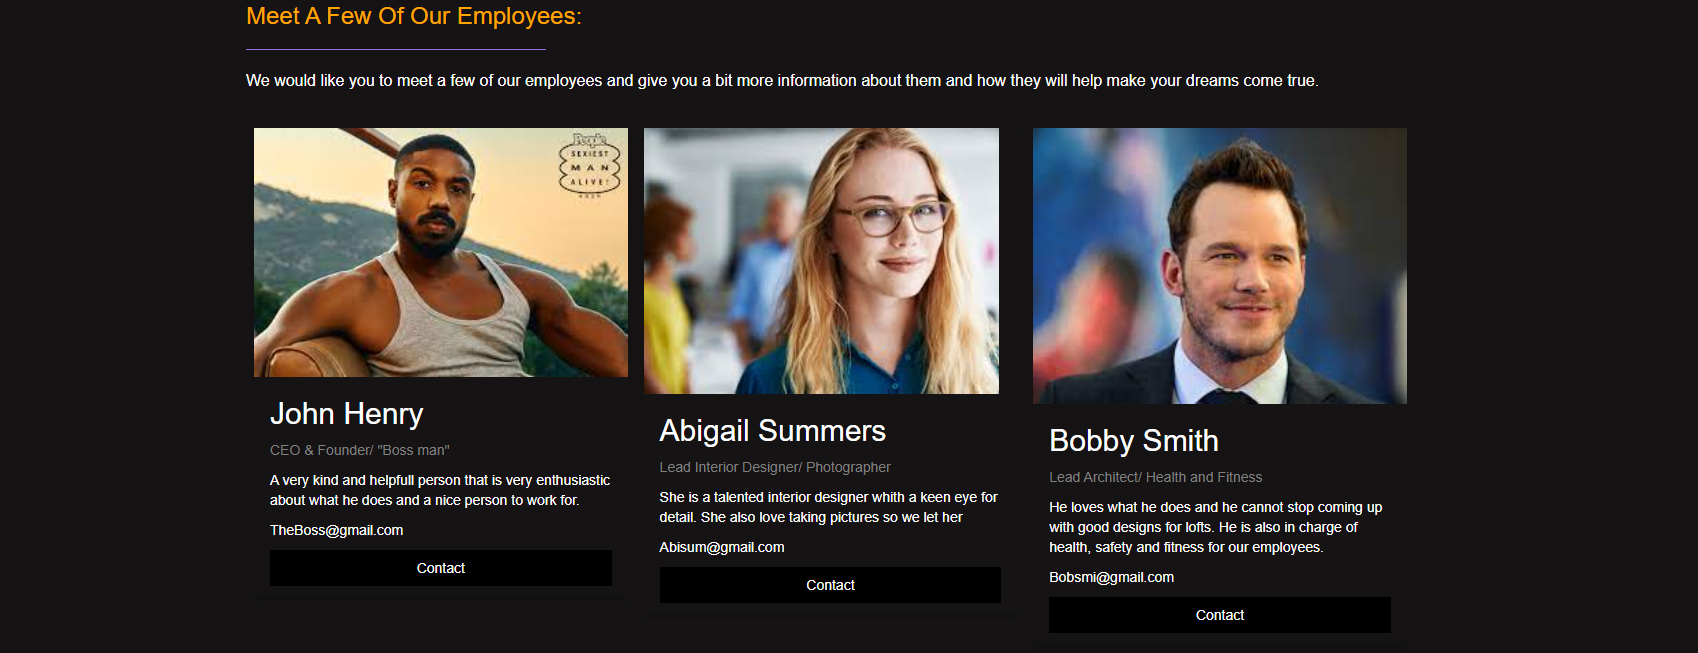 Meet A Few Of Our Employees:
We would like you to meet a few of our employees and give you a bit more information about them and how they will help make your dreams come true.
People
SEXIEST
MAN
ALIVE!
John Henry
CEO & Founder/ "Boss man"
A very kind and helpfull person that is very enthusiastic
about what he does and a nice person to work for.
TheBoss@gmail.com
Contact
Abigail Summers
Lead Interior Designer/ Photographer
She is a talented interior designer whith a keen eye for
detail. She also love taking pictures so we let her
Abisum@gmail.com
Contact
Bobby Smith
Lead Architect/ Health and Fitness
He loves what he does and he cannot stop coming up
with good designs for lofts. He is also in charge of
health, safety and fitness for our employees.
Bobsmi@gmail.com
Contact